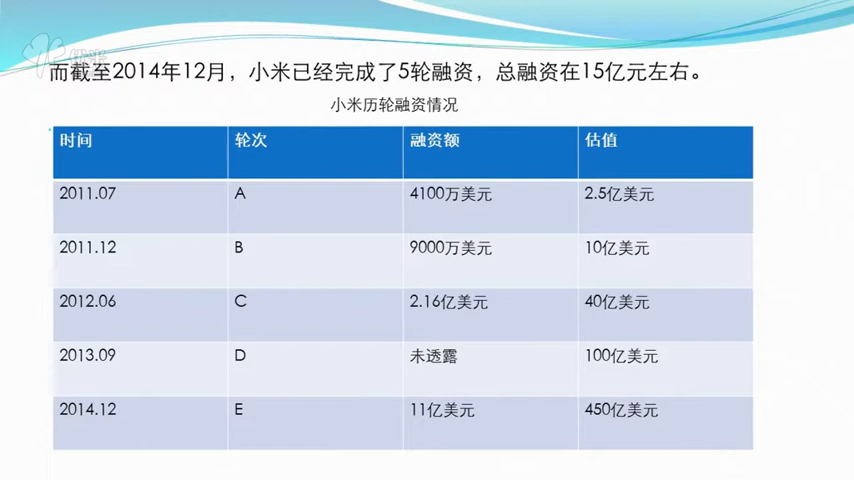 而截至2014年12月，小米已经完成了5轮融资，总融资在15亿元左右。
小米历轮融资情况
时间 轮次 融资额 估值
2011.07 A 4100万美元 2.5亿美元
2011.12 B 9000万美元 10亿美元
2012.06 C 2.16亿美元 40亿美元
2013.09 D 未透露 100亿美元
2014.12 E 11亿美元 450亿美元